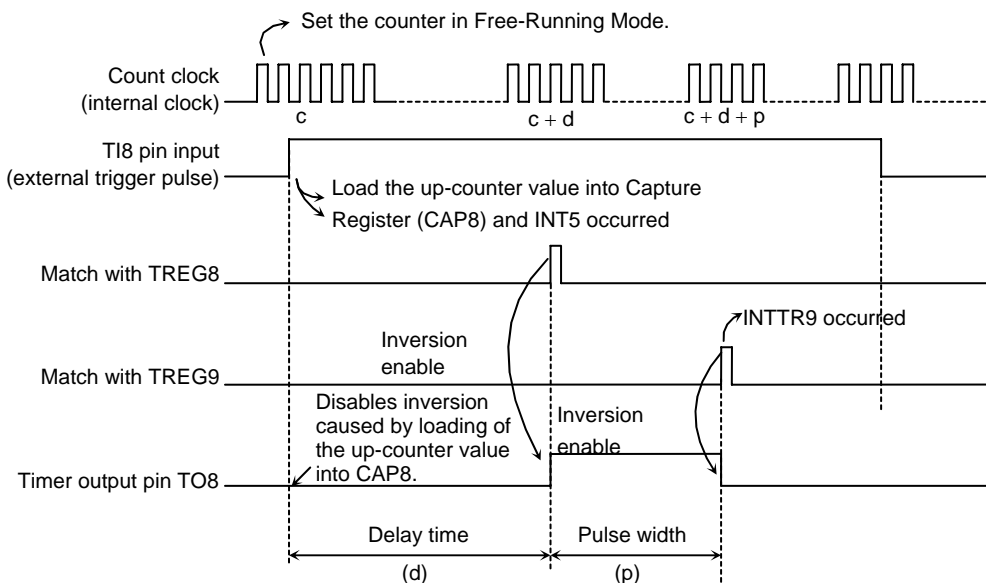 Set the counter in Free-Running Mode.
Count clock
(internal clock)
c
c + d
c + d + p
TI8 pin input
(external trigger pulse)
Load the up-counter value into Capture
Register (CAP8) and INT5 occurred
Match with TREG8
INTTR9 occurred
Inversion
enable
Match with TREG9
Disables inversion
caused by loading of
the up-counter value
into CAP8.
Inversion
enable
Timer output pin TO8
Delay time
(d)
Pulse width
(p)